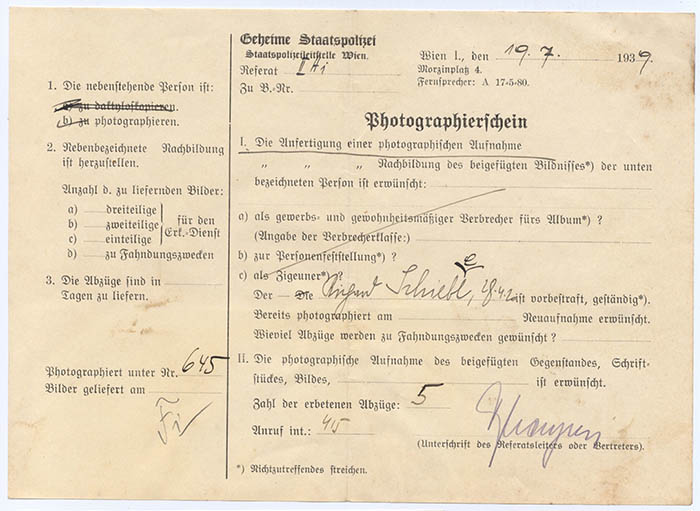 Geheime Staatspolizei
Staatspolizeileitstelle Wien.
Referat II
Zu B.-Nr.
Wien I., den 19. 7. 1939.
Morzinplatz 4.
Fernsprecher: A 17-5-80.
1. Die nebenstehende Person ist:
a) zu daktyloskopieren.
b) zu photographieren.
2. Nebenbezeichnete Nachbildung
ist herzustellen.
Anzahl d. zu liefernden Bilder:
a) dreiteilige
b) zweiteilige
c) einteilige
für den
Erk.-Dienst
d) zu Fahndungszwecken
3. Die Abzüge sind in
Tagen zu liefern.
Photographiert unter Nr. 645
Bilder geliefert am
Photographierschein
I. Die Anfertigung einer photographischen Aufnahme
„ „ „ Nachbildung des beigefügten Bildnisses*) der unten
bezeichneten Person ist erwünscht:
a) als gewerbs- und gewohnheitsmäßiger Verbrecher fürs Album*) ?
(Angabe der Verbrecherklasse:)
b) zur Personenfeststellung*) ?
c) als Zigeuner*) ?
Der — Die Richard ist vorbestraft, geständig*).
Bereits photographiert am Neuaufnahme erwünscht.
Wieviel Abzüge werden zu Fahndungszwecken gewünscht ?
II. Die photographische Aufnahme des beigefügten Gegenstandes, Schrift-
stückes, Bildes, ist erwünscht.
Zahl der erbetenen Abzüge: 5
Anruf int.: 45
(Unterschrift des Referatsleiters oder Vertreters).
*) Nichtzutreffendes streichen.